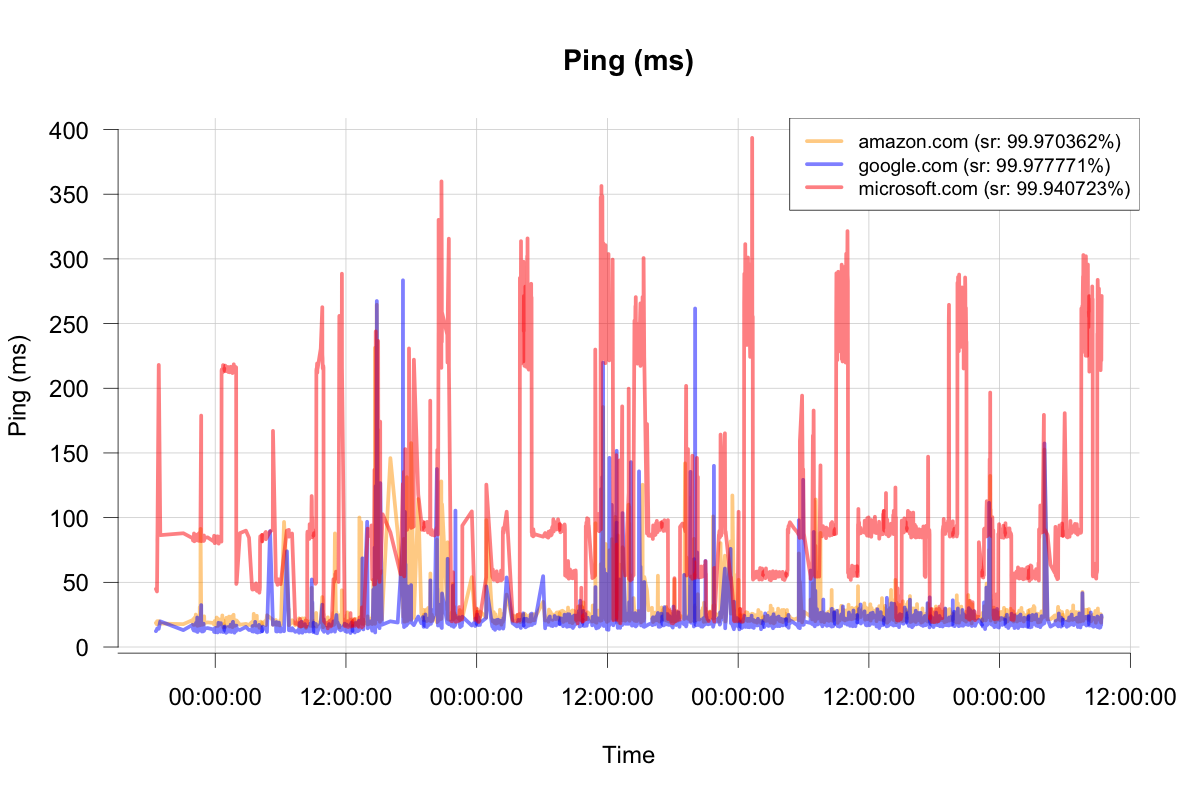 Ping (ms)
amazon.com (sr: 99.970362%)
google.com (sr: 99.977771%)
microsoft.com (sr: 99.940723%)
400
350
300
250
200
150
100
50
0
Ping (ms)
00:00:00 12:00:00 00:00:00 12:00:00 00:00:00 12:00:00 00:00:00 12:00:00
Time